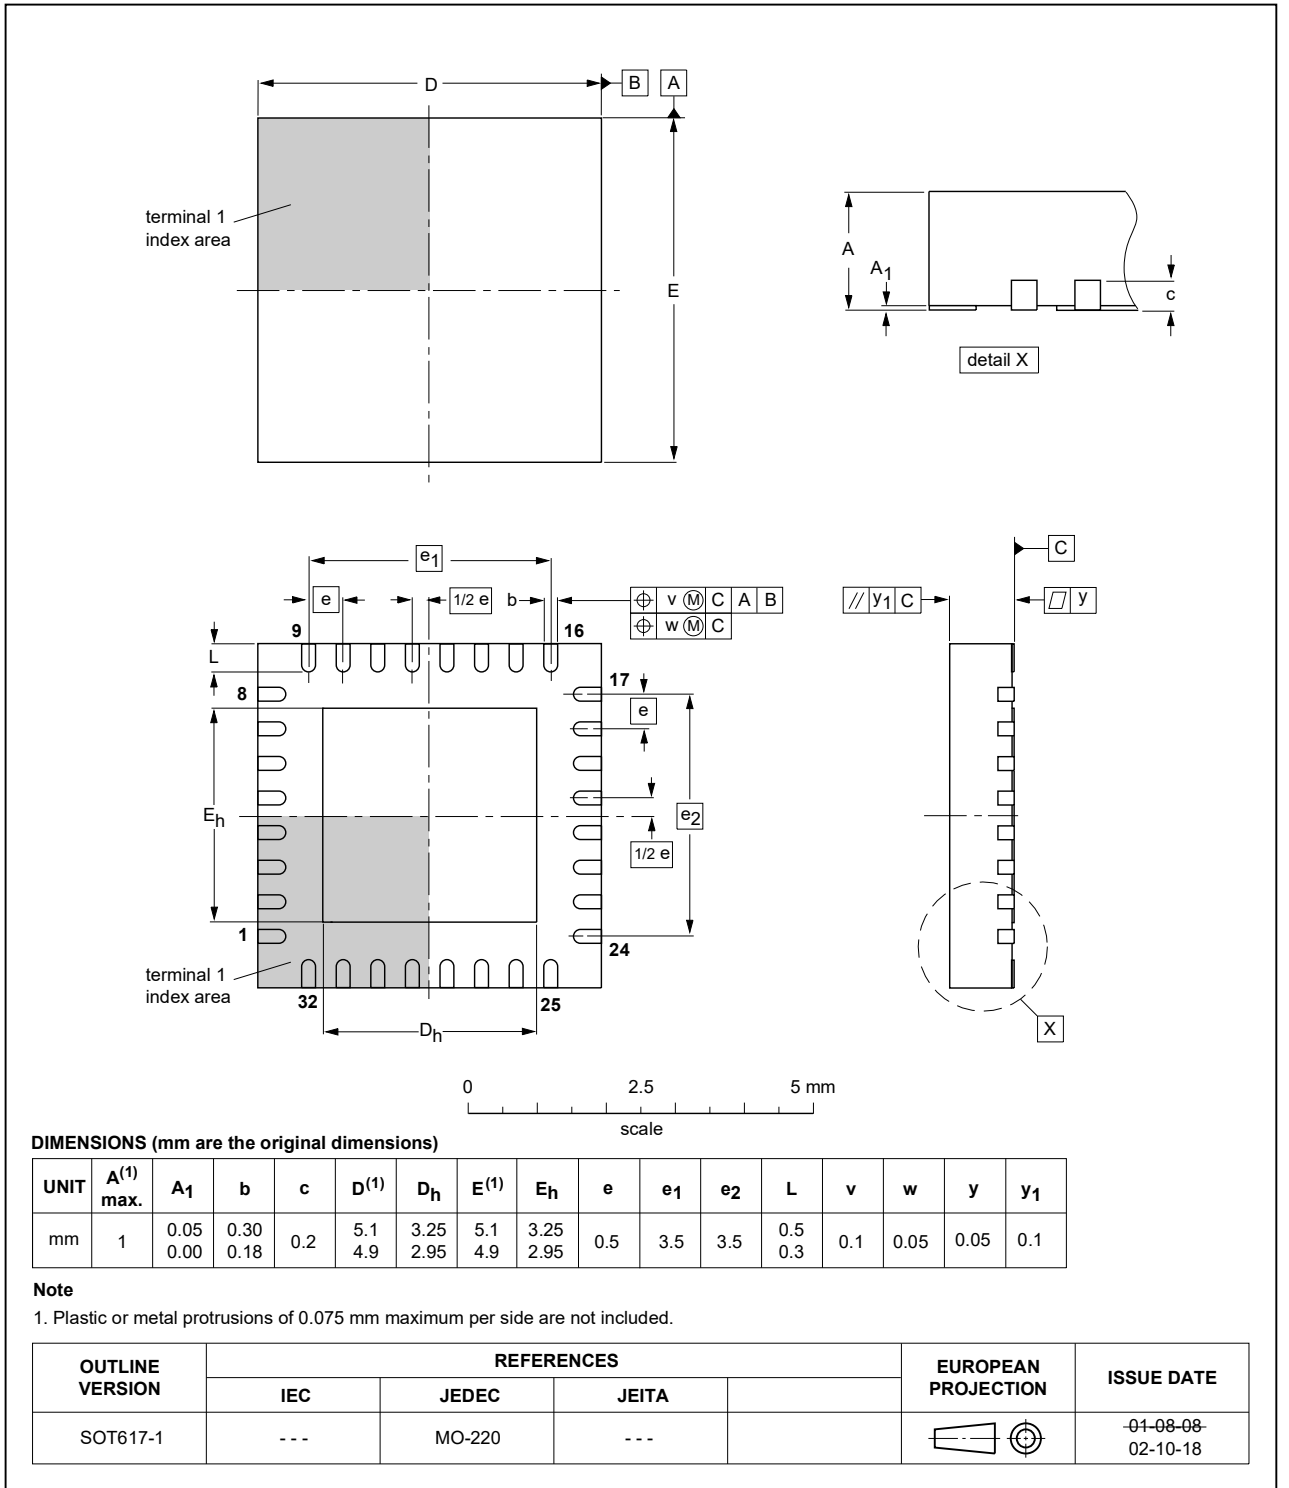 D
B
A
terminal 1
index area
E
A
A1
c
detail X
e1
e
1/2 e
b
v M C A B
w M C
9
16
L
8
17
e
Eh
e2
1/2 e
1
24
terminal 1
index area
32
25
Dh
C
// y1 C
y
X
0
2.5
5 mm
scale
DIMENSIONS (mm are the original dimensions)
UNIT A(1) max. A1 b c D(1) Dh E(1) Eh e e1 e2 L v w y y1
mm 1 0.05 0.00 0.30 0.18 0.2 5.1 4.9 3.25 2.95 5.1 4.9 3.25 2.95 0.5 3.5 3.5 0.5 0.3 0.1 0.05 0.05 0.1
Note
1. Plastic or metal protrusions of 0.075 mm maximum per side are not included.
OUTLINE VERSION
REFERENCES
EUROPEAN PROJECTION
ISSUE DATE
IEC
JEDEC
JEITA
SOT617-1
- - -
MO-220
- - -
01-08-08
02-10-18